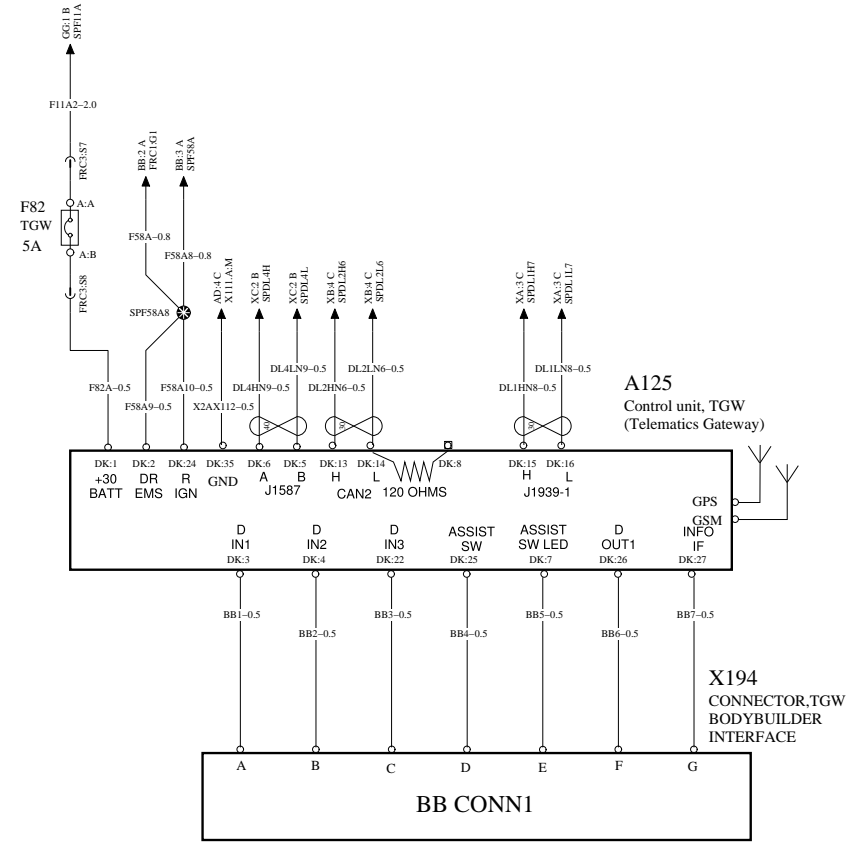 GG:1 B
SPF11A
F11A2–2.0
FRC3:S7
A:A
F82
TGW
5A
A:B
FRC3:S8
BB:2 A
FRC1:G1
BB:3 A
SPF58A
F58A–0.8
F58A8–0.8
SPF58A8
AD:4 C
X111.A:M
XC:2 B
SPDL4H
XC:2 B
SPDL4L
XB:4 C
SPDL2H6
XB:4 C
SPDL2L6
XA:3 C
SPDL1H7
XA:3 C
SPDL1L7
DL4LN9–0.5
DL2LN6–0.5
DL1LN8–0.5
F82A–0.5
F58A10–0.5
DL4HN9–0.5
DL2HN6–0.5
DL1HN8–0.5
F58A9–0.5
X2AX112–0.5
40
30
30
A125
Control unit, TGW
(Telematics Gateway)
DK:1
DK:2
DK:24
DK:35
DK:6
DK:5
DK:13
DK:14
DK:8
DK:15
DK:16
+30
BATT
DR
EMS
R
IGN
GND
A
B
J1587
H
L
CAN2
120 OHMS
H
L
J1939-1
GPS
GSM
D
IN1
DK:3
D
IN2
DK:4
D
IN3
DK:22
ASSIST
SW
DK:25
ASSIST
SW LED
DK:7
D
OUT1
DK:26
INFO
IF
DK:27
BB1–0.5
BB2–0.5
BB3–0.5
BB4–0.5
BB5–0.5
BB6–0.5
BB7–0.5
X194
CONNECTOR,TGW
BODYBUILDER
INTERFACE
A
B
C
D
E
F
G
BB CONN1